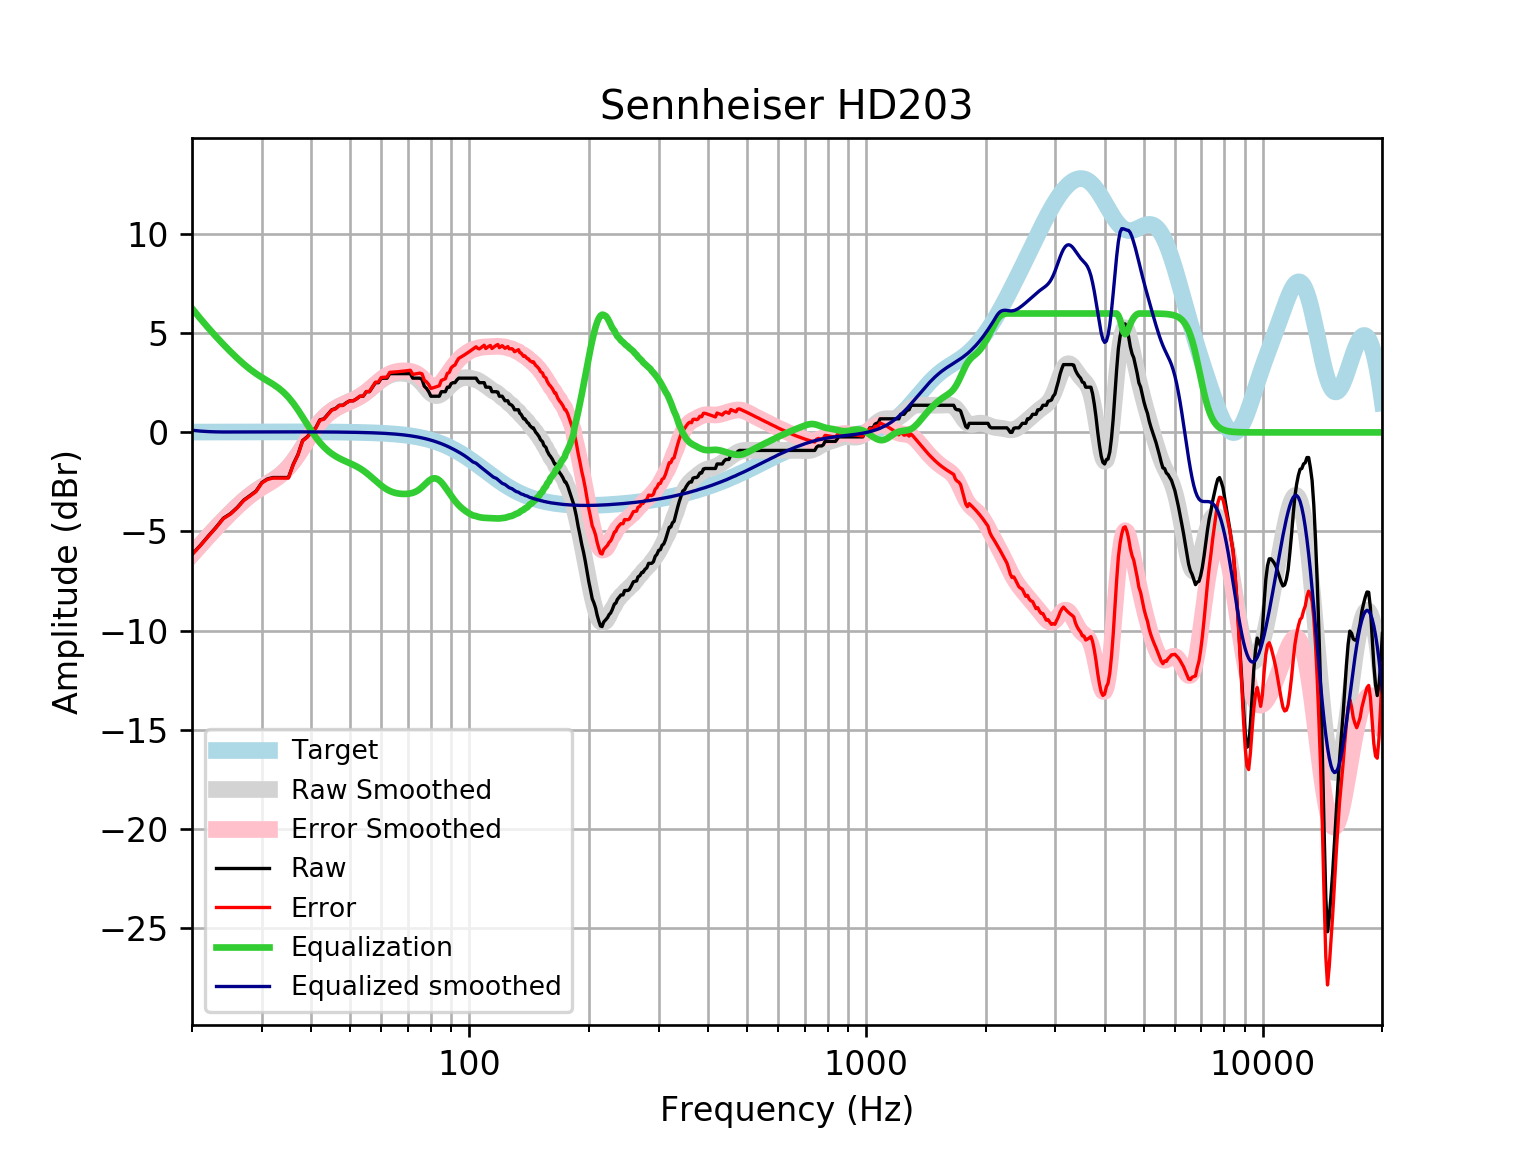 Sennheiser HD203
Amplitude (dBr)
10
5
0
−5
−10
−15
−20
−25
Target
Raw Smoothed
Error Smoothed
Raw
Error
Equalization
Equalized smoothed
100
1000
10000
Frequency (Hz)